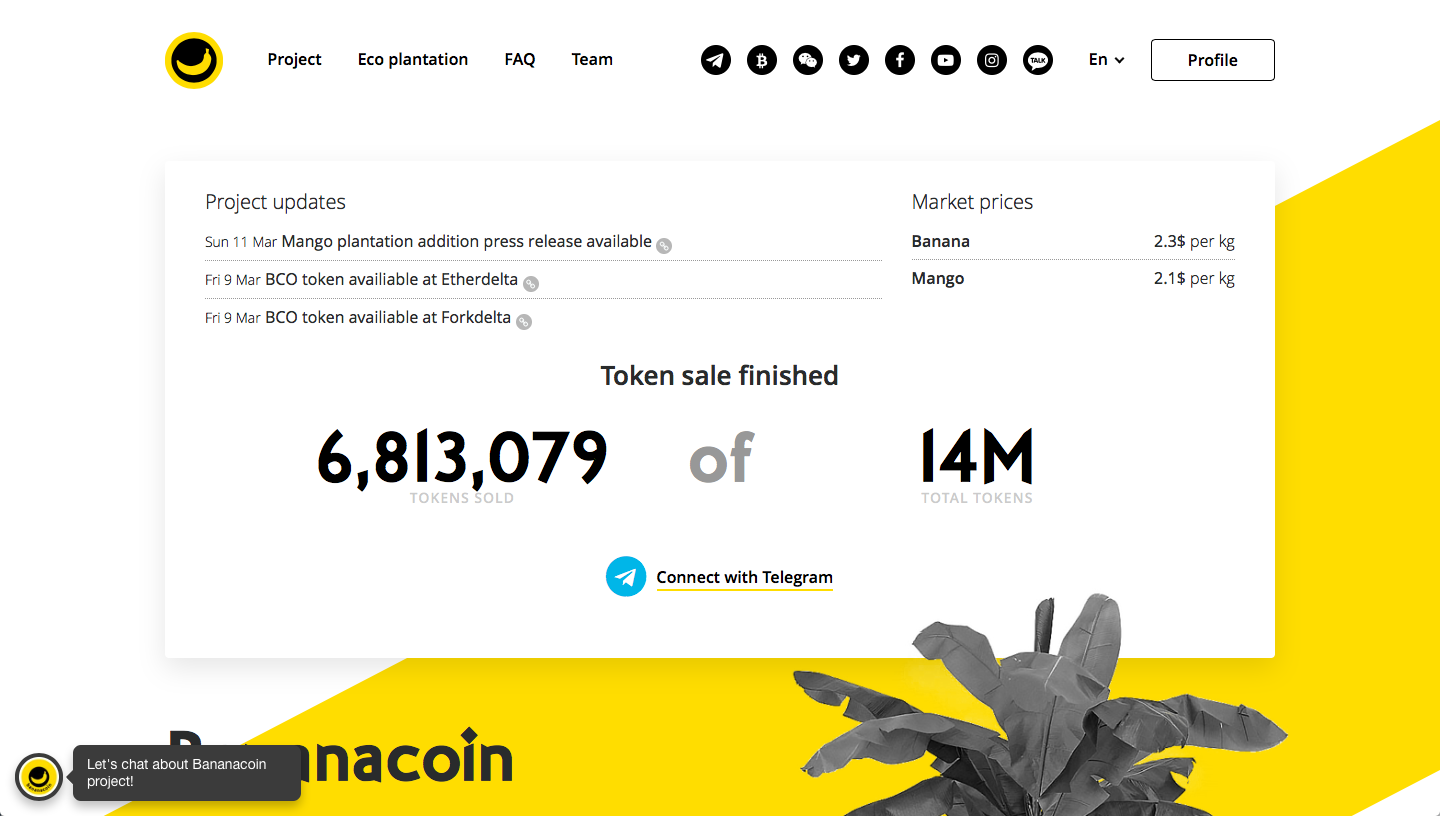 Project
Eco plantation
FAQ
Team
TALK
En
Profile
Project updates
Sun 11 Mar Mango plantation addition press release available
Fri 9 Mar BCO token availiable at Etherdelta
Fri 9 Mar BCO token availiable at Forkdelta
Market prices
Banana 2.3$ per kg
Mango 2.1$ per kg
Token sale finished
6,813,079 of 14M
TOKENS SOLD TOTAL TOKENS
Connect with Telegram
Bananacoin
Let's chat about Bananacoin
project!